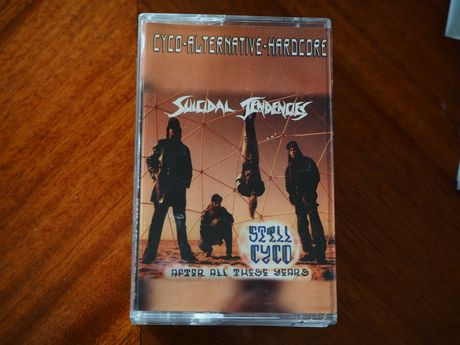 CYCO-ALTERNATIVE-HARDCORE
SUICIDAL TENDENCIES
STILL
CYCO
AFTER ALL THESE YEARS